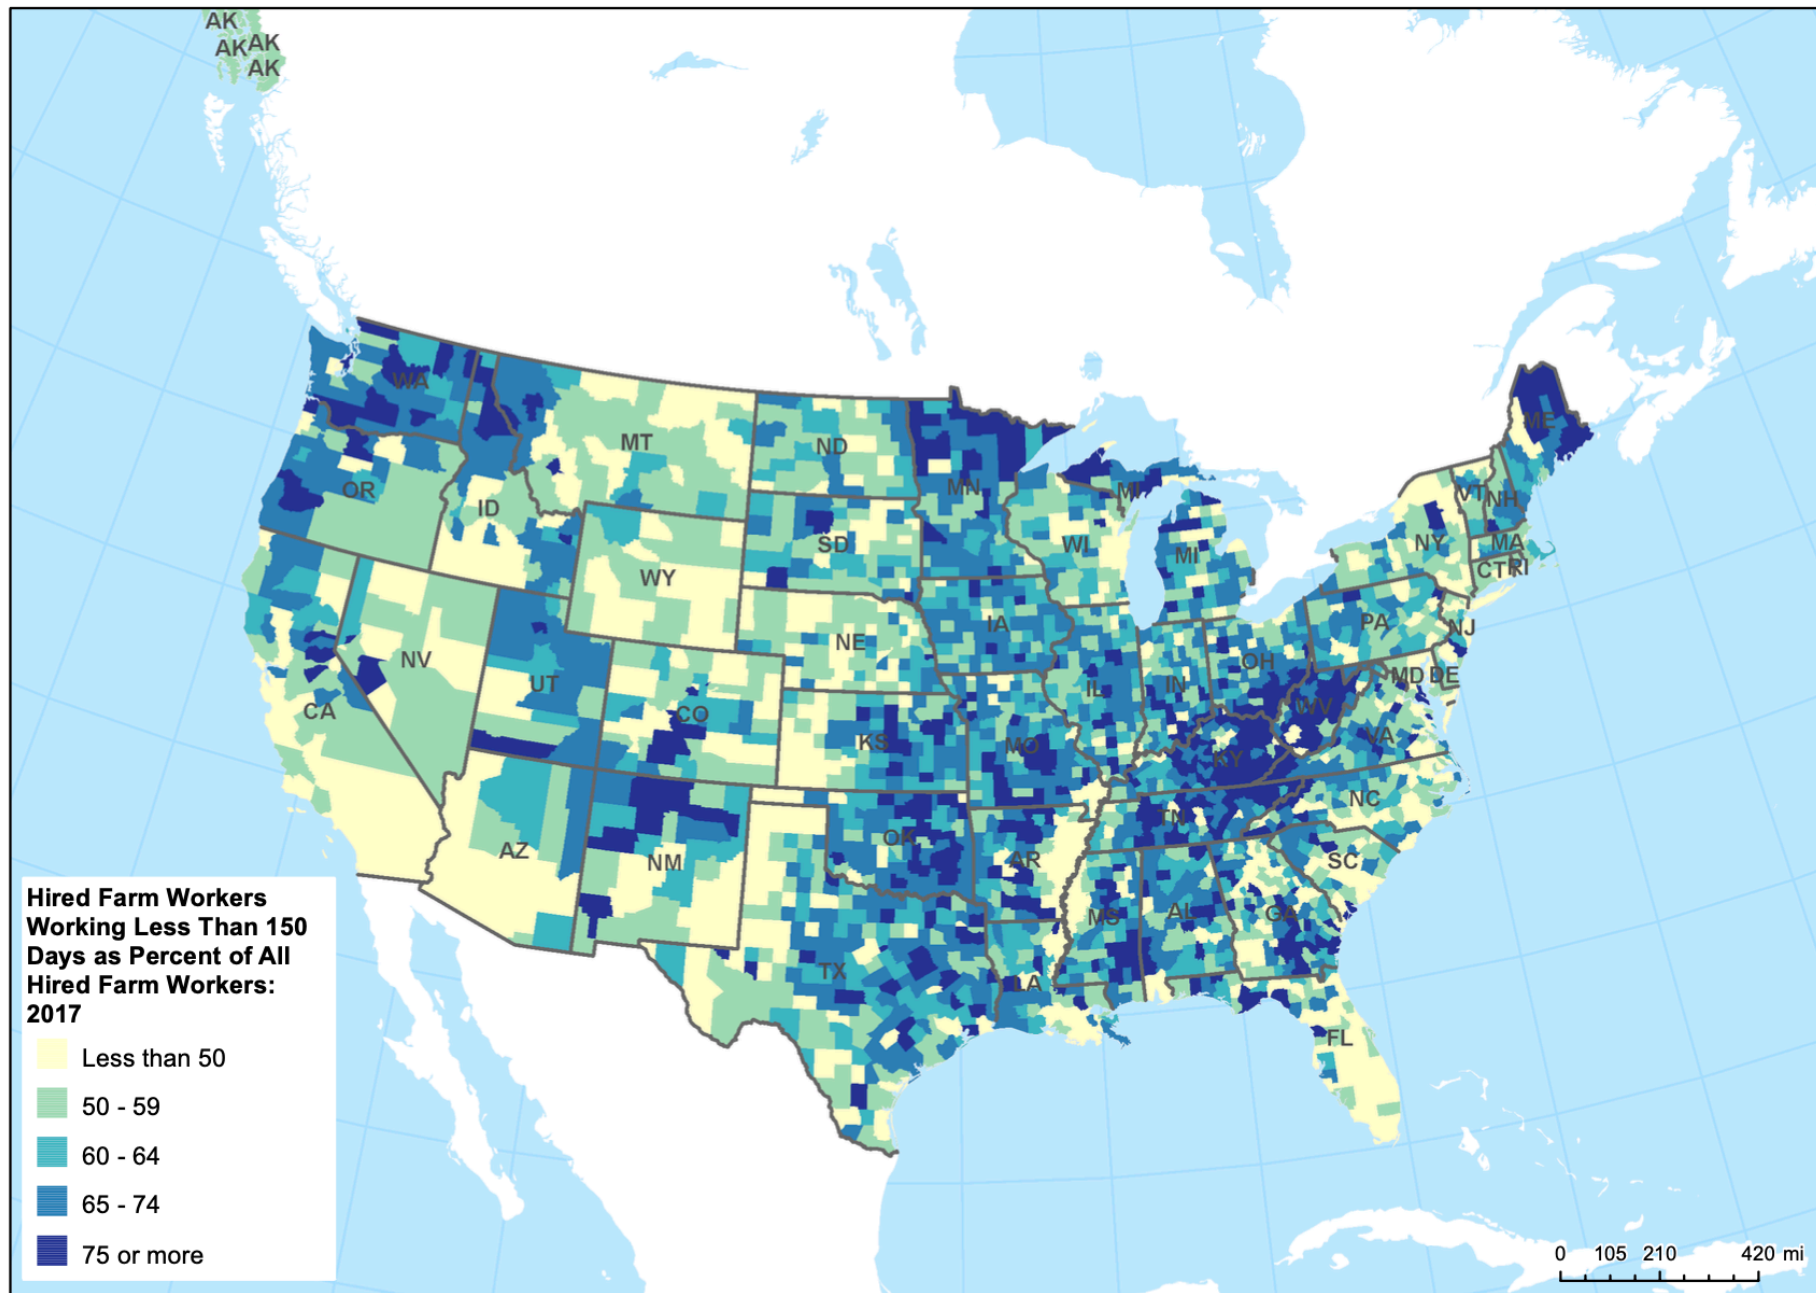 AK
AK AK
AK
WA
MT
ND
MN
ME
OR
ID
SD
WI
MI
MI
VT NH
NY
MA
CT RI
WY
IA
NE
PA
NJ
NV
UT
CO
CA
IL
IN
OH
MD DE
WV
KS
MO
KY
VA
NC
TN
OK
AR
AZ
NM
SC
MS
AL
GA
TX
LA
FL
Hired Farm Workers
Working Less Than 150
Days as Percent of All
Hired Farm Workers:
2017
Less than 50
50 - 59
60 - 64
65 - 74
75 or more
0 105 210 420 mi